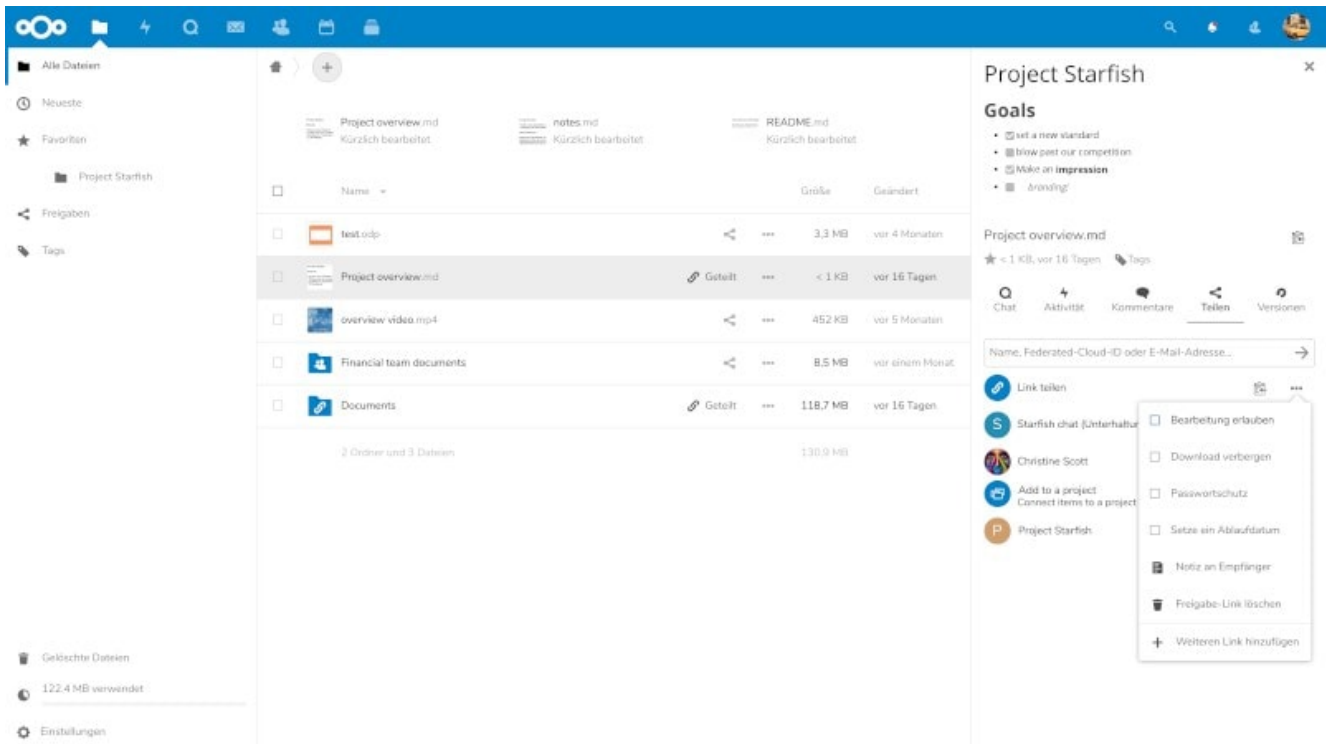 Alle Dateien
Neueste
Favoriten
Project Starfish
Freigaben
Tags
Gelöschte Dateien
122,4 MB verwendet
Einstellungen
Project overview.md
Kürzlich bearbeitet
notes.md
Kürzlich bearbeitet
README.md
Kürzlich bearbeitet
Name Größe Geändert
test.odp 3,3 MB vor 4 Monaten
Project overview.md Geteilt < 1 KB vor 16 Tagen
overview video.mp4 452 KB vor 5 Monaten
Financial team documents 8,5 MB vor einem Monat
Documents Geteilt 118,7 MB vor 16 Tagen
2 Ordner und 3 Dateien 130,9 MB
Project Starfish
Goals
set a new standard
blow past our competition
Make an impression
branding!
Project overview.md
< 1 KB, vor 16 Tagen Tags
Chat Aktivität Kommentare Teilen Versionen
Name, Federated-Cloud-ID oder E-Mail-Adresse...
Link teilen
S Starfish chat (Unterhaltur
Christine Scott
Add to a project
Connect items to a project
P Project Starfish
Bearbeitung erlauben
Download verbergen
Passwortschutz
Setze ein Ablaufdatum
Notiz an Empfänger
Freigabe-Link löschen
Weiteren Link hinzufügen